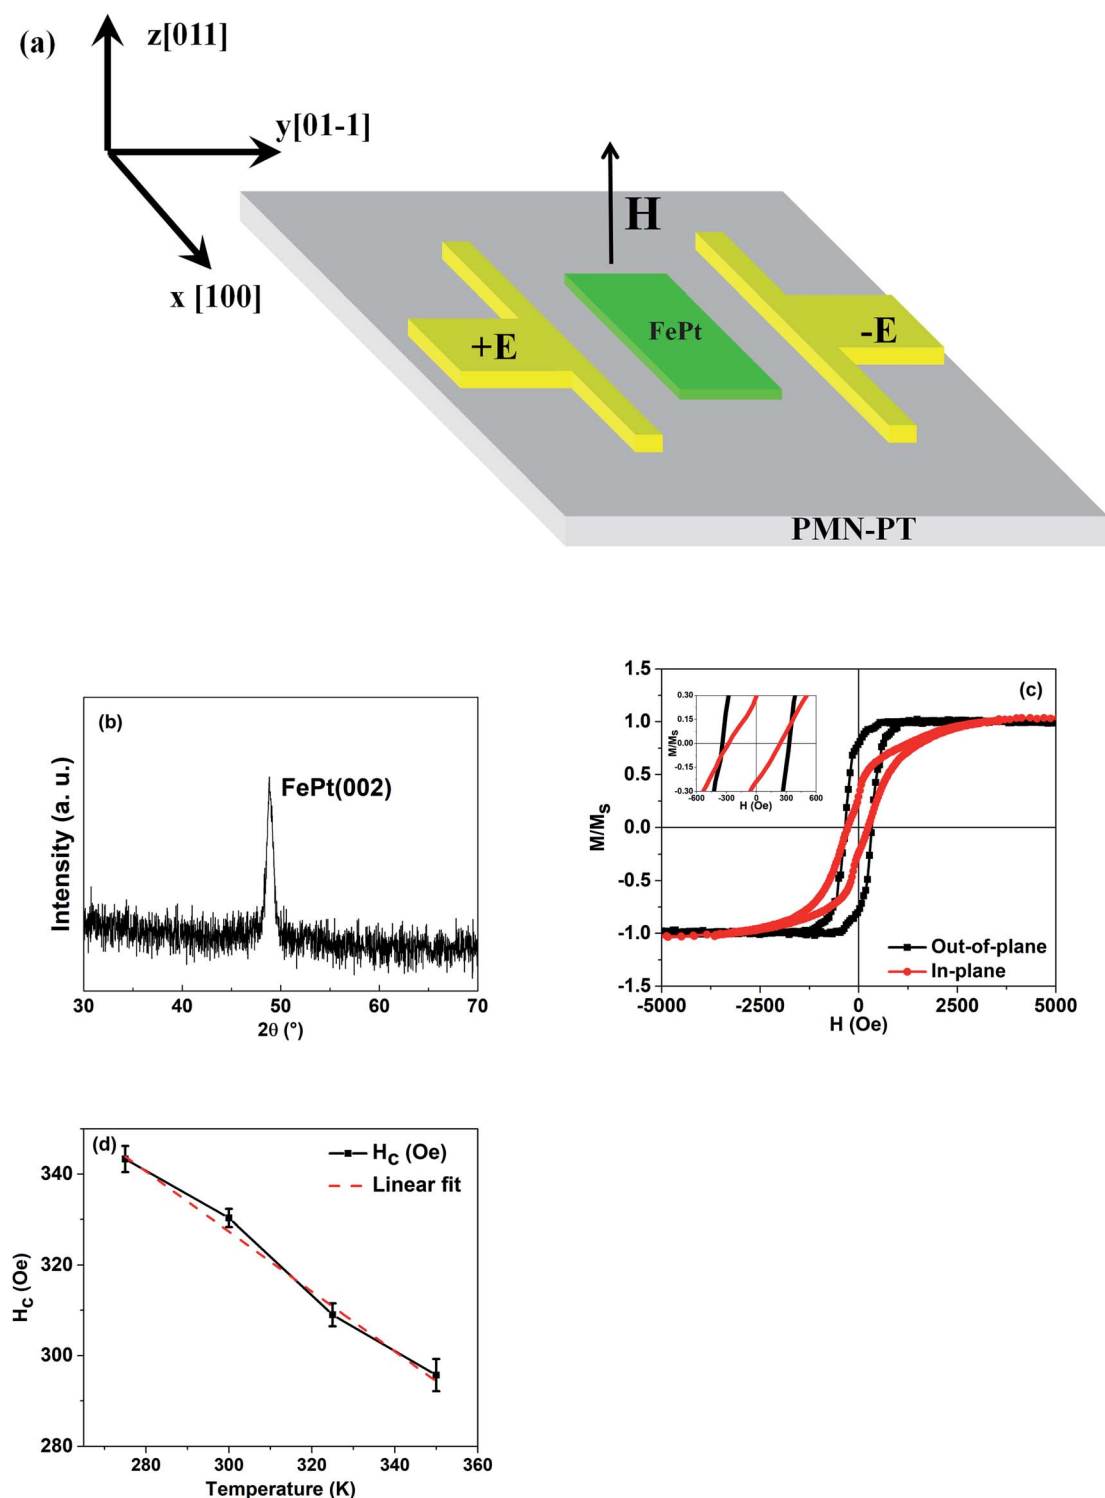 (a)
z[011]
y[01-1]
x [100]
H
+E
FePt
-E
PMN-PT
(b)
FePt(002)
Intensity (a. u.)
30 40 50 60 70
2θ (°)
(c)
1.5
1.0
0.5
0.0
-0.5
-1.0
-1.5
M/Ms
0.30
0.15
0.00
-0.15
-0.30
M/Ms
-600 -300 0 300 600
H (Oe)
Out-of-plane
In-plane
-5000 -2500 0 2500 5000
H (Oe)
(d)
Hc (Oe)
Linear fit
340
320
300
280
Hc (Oe)
280 300 320 340 360
Temperature (K)